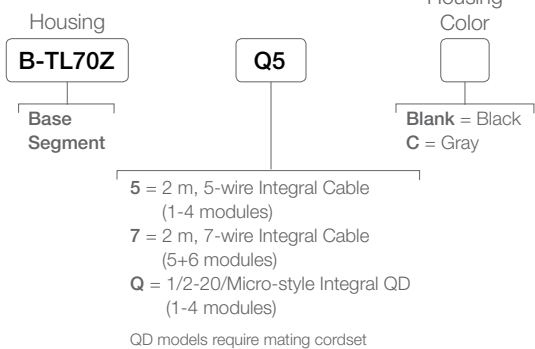 Housing
Housing
Color
B-TL70Z
Q5
Base
Segment
Blank = Black
C = Gray
5 = 2 m, 5-wire Integral Cable
(1-4 modules)
7 = 2 m, 7-wire Integral Cable
(5+6 modules)
Q = 1/2-20/Micro-style Integral QD
(1-4 modules)
QD models require mating cordset